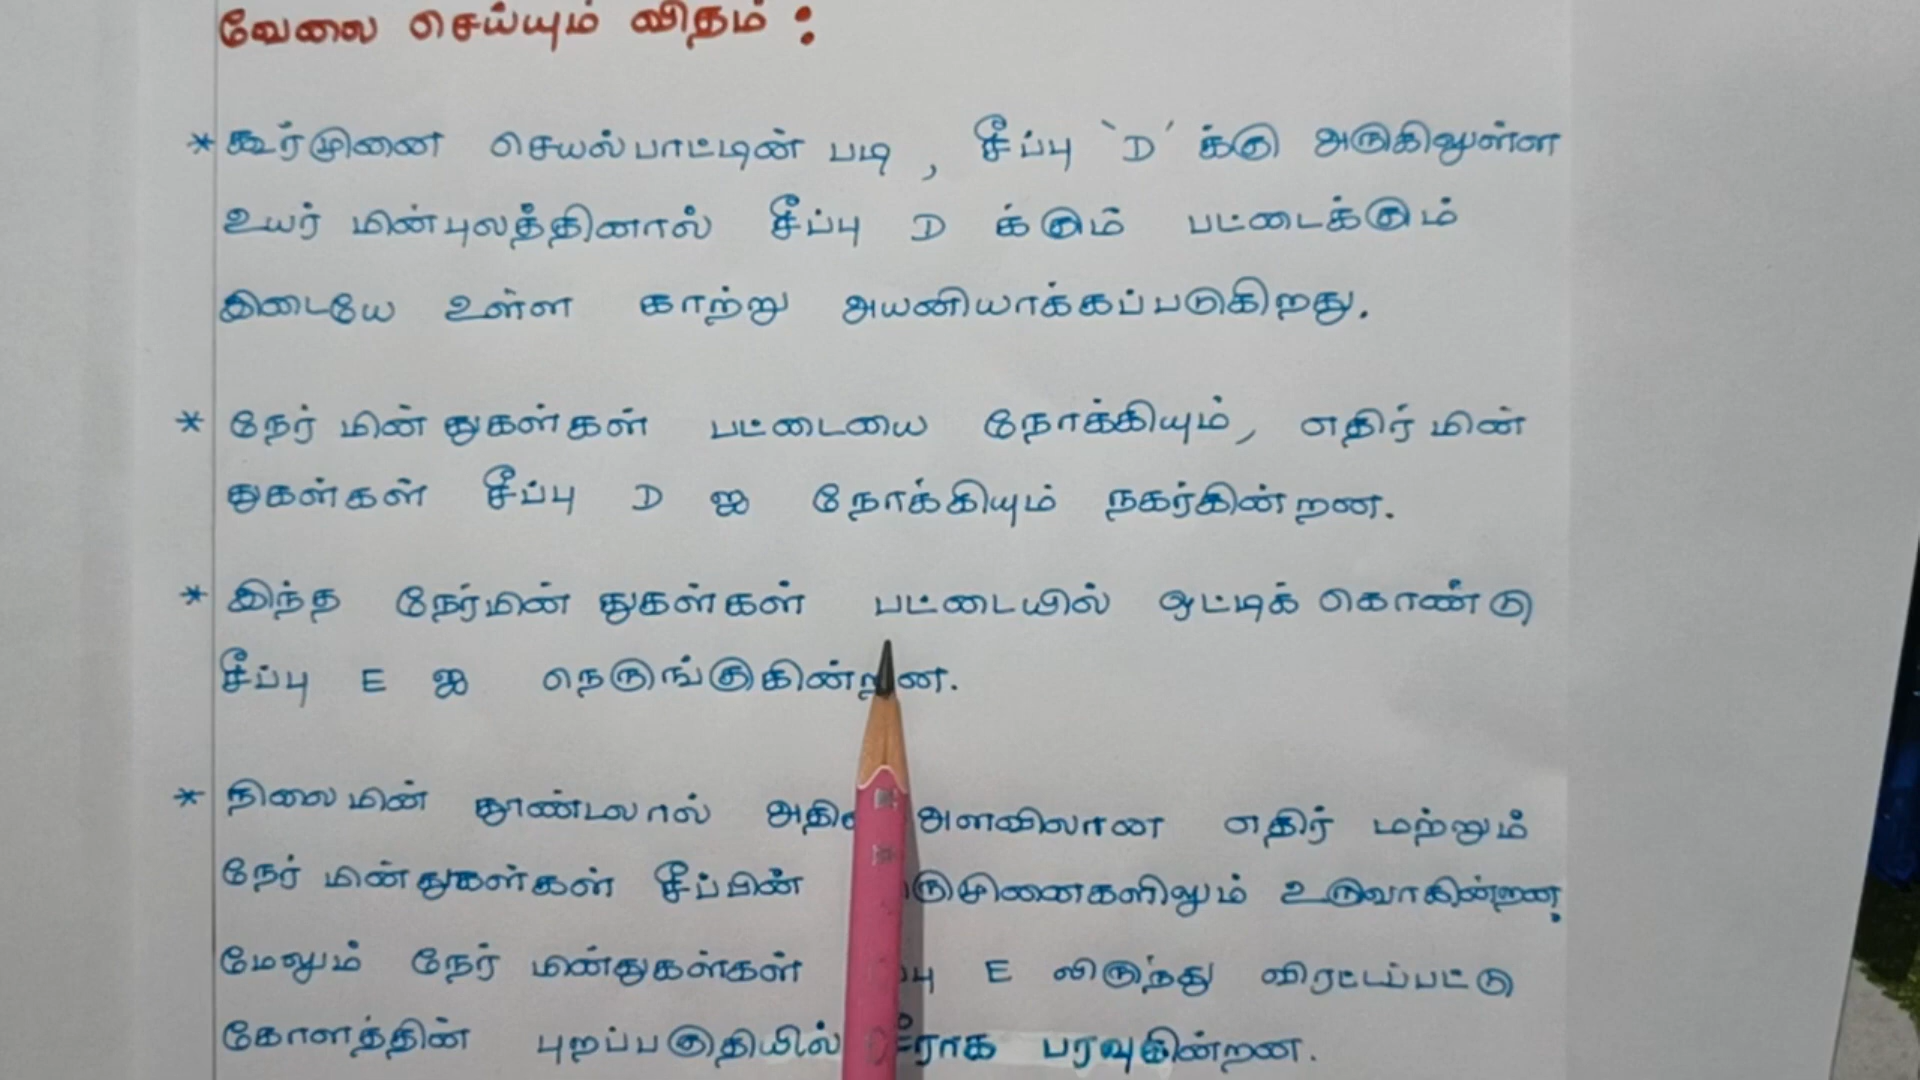 வேலை செய்யும் விதம் :
* கூர்முனை செயல்பாட்டின் படி , சீப்பு 'D' க்கு அருகிலுள்ள
உயர் மின்புலத்தினால் சீப்பு D க்கும் பட்டைக்கும்
இடையே உள்ள காற்று அயனியாக்கப்படுகிறது.
* நேர் மின் துகள்கள் பட்டையை நோக்கியும், எதிர் மின்
துகள்கள் சீப்பு D ஐ நோக்கியும் நகர்கின்றன.
* இந்த நேர்மின் துகள்கள் பட்டையில் ஒட்டிக் கொண்டு
சீப்பு E ஐ நெருங்குகின்றன.
* நிலைமின் தூண்டலால் அளவிலான எதிர் மற்றும்
நேர் மின்துகள்கள் சீப்பின் உருவாகின்றன.
மேலும் நேர் மின்துகள்கள் E லிருந்து விரட்டப்பட்டு
கோளத்தின் புறப்பகுதியில் சீராக பரவுகின்றன.